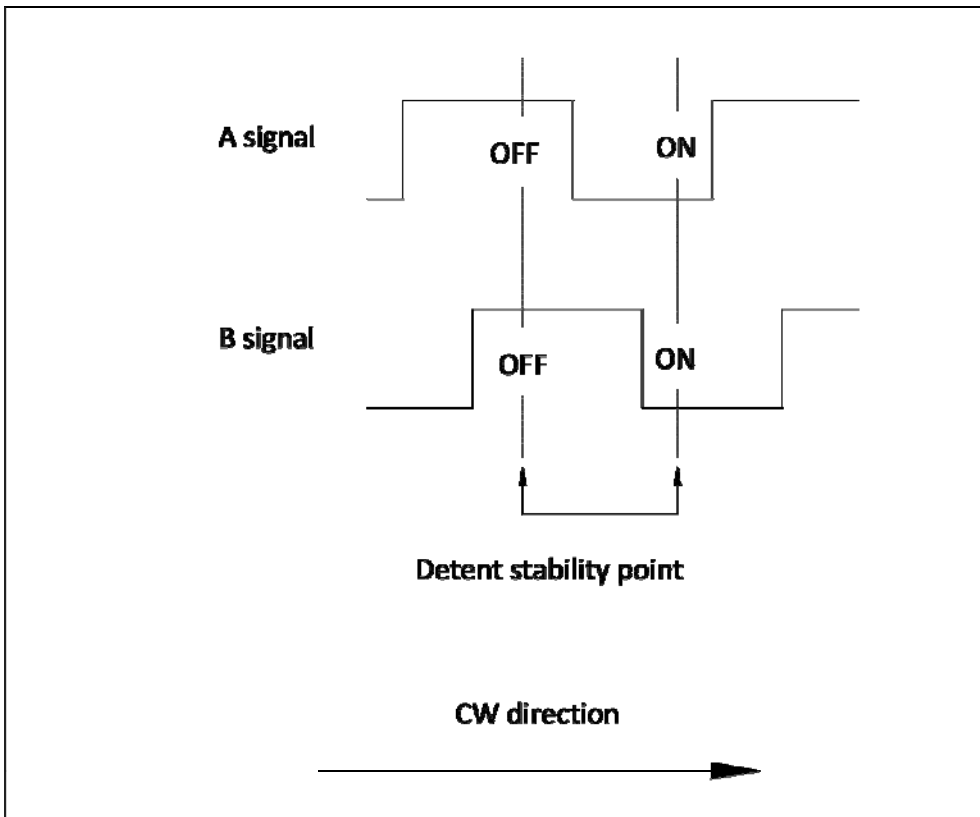 A signal
OFF
ON
B signal
OFF
ON
Detent stability point
CW direction